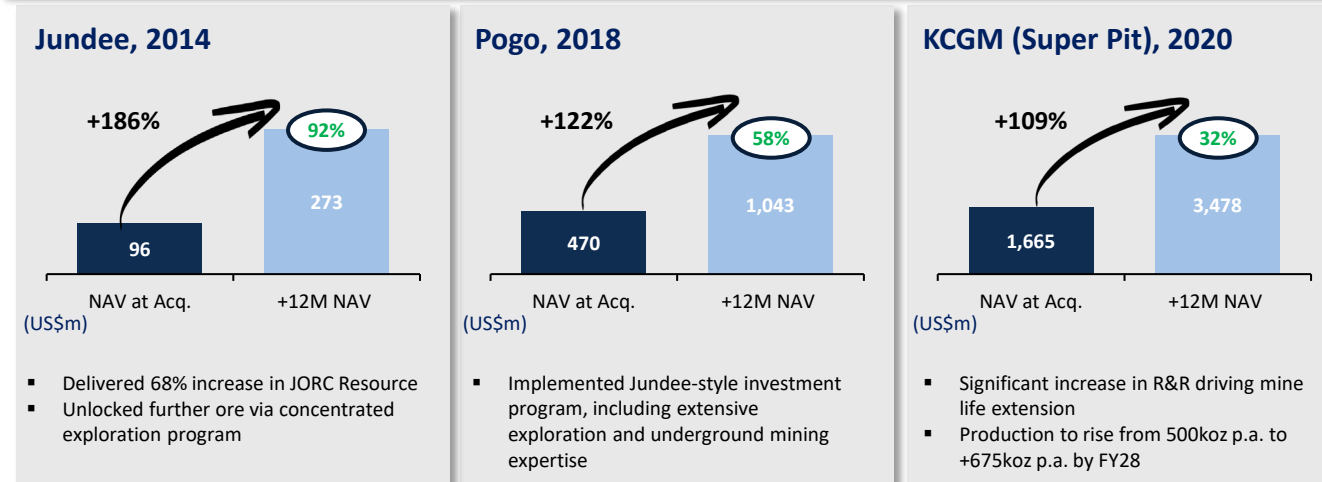 Jundee, 2014
+186%
92%
273
96
NAV at Acq.
+12M NAV
(US$m)
▪ Delivered 68% increase in JORC Resource
▪ Unlocked further ore via concentrated
exploration program
Pogo, 2018
+122%
58%
1,043
470
NAV at Acq.
+12M NAV
(US$m)
▪ Implemented Jundee-style investment
program, including extensive
exploration and underground mining
expertise
KCGM (Super Pit), 2020
+109%
32%
3,478
1,665
NAV at Acq.
+12M NAV
(US$m)
▪ Significant increase in R&R driving mine
life extension
▪ Production to rise from 500koz p.a. to
+675koz p.a. by FY28